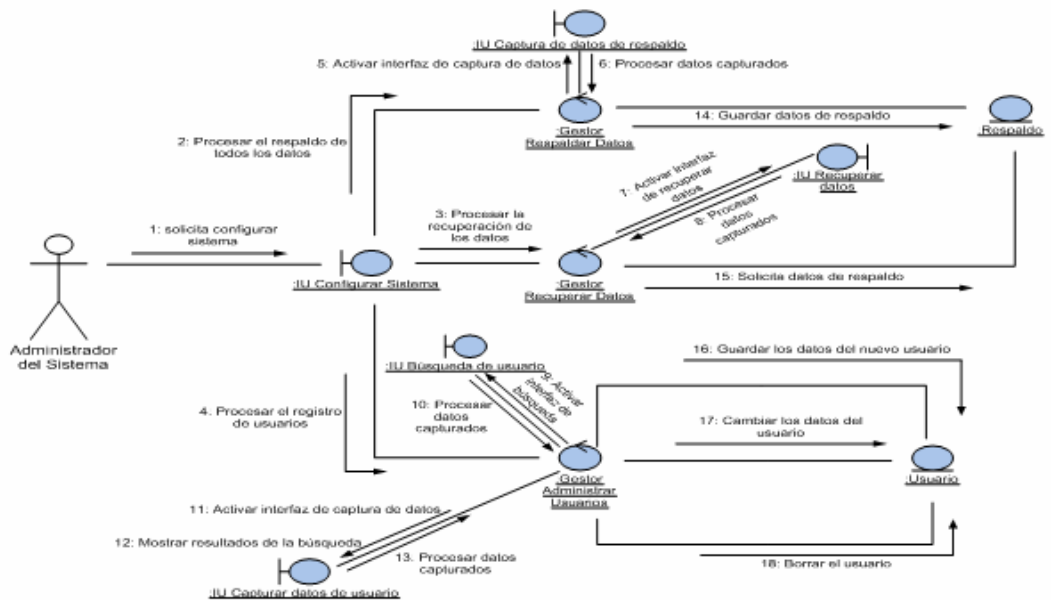 :IU Captura de datos de respaldo
5: Activar interfaz de captura de datos
6: Procesar datos capturados
2: Procesar el respaldo de
todos los datos
:Gestor
Respaldar Datos
14: Guardar datos de respaldo
Respaldo
7: Activar interfaz
de recuperar
datos
8: Procesar
datos
capturados
:IU Recuperar
datos
1: solicita configurar
sistema
3: Procesar la
recuperación de
los datos
:IU Configurar Sistema
:Gestor
Recuperar Datos
15: Solicita datos de respaldo
Administrador
del Sistema
:IU Búsqueda de usuario
9: Activar
interfaz de
búsqueda
16: Guardar los datos del nuevo usuario
4: Procesar el registro
de usuarios
10: Procesar
datos
capturados
17: Cambiar los datos del
usuario
Gestor
Administrar
Usuarios
:Usuario
11: Activar interfaz de captura de datos
12: Mostrar resultados de la búsqueda
13. Procesar datos
capturados
18: Borrar el usuario
:IU Capturar datos de usuario